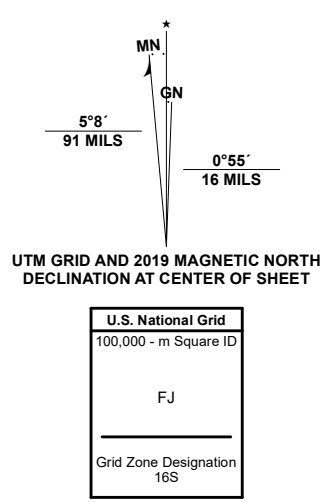 MN
GN
5°8´
91 MILS
0°55´
16 MILS
UTM GRID AND 2019 MAGNETIC NORTH
DECLINATION AT CENTER OF SHEET
U.S. National Grid
100,000 - m Square ID
FJ
Grid Zone Designation
16S